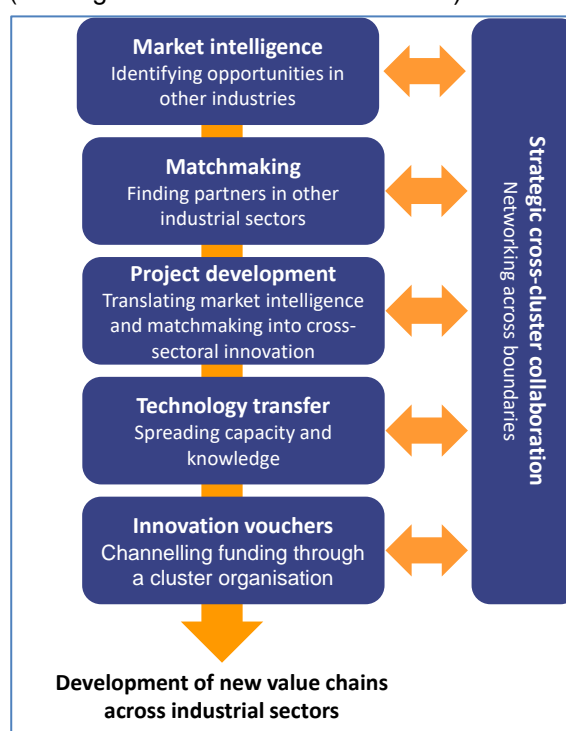 Market intelligence
Identifying opportunities in
other industries
Matchmaking
Finding partners in other
industrial sectors
Project development
Translating market intelligence
and matchmaking into cross-
sectoral innovation
Technology transfer
Spreading capacity and
knowledge
Innovation vouchers
Channelling funding through
a cluster organisation
Strategic cross-cluster collaboration
Networking across boundaries
Development of new value chains
across industrial sectors